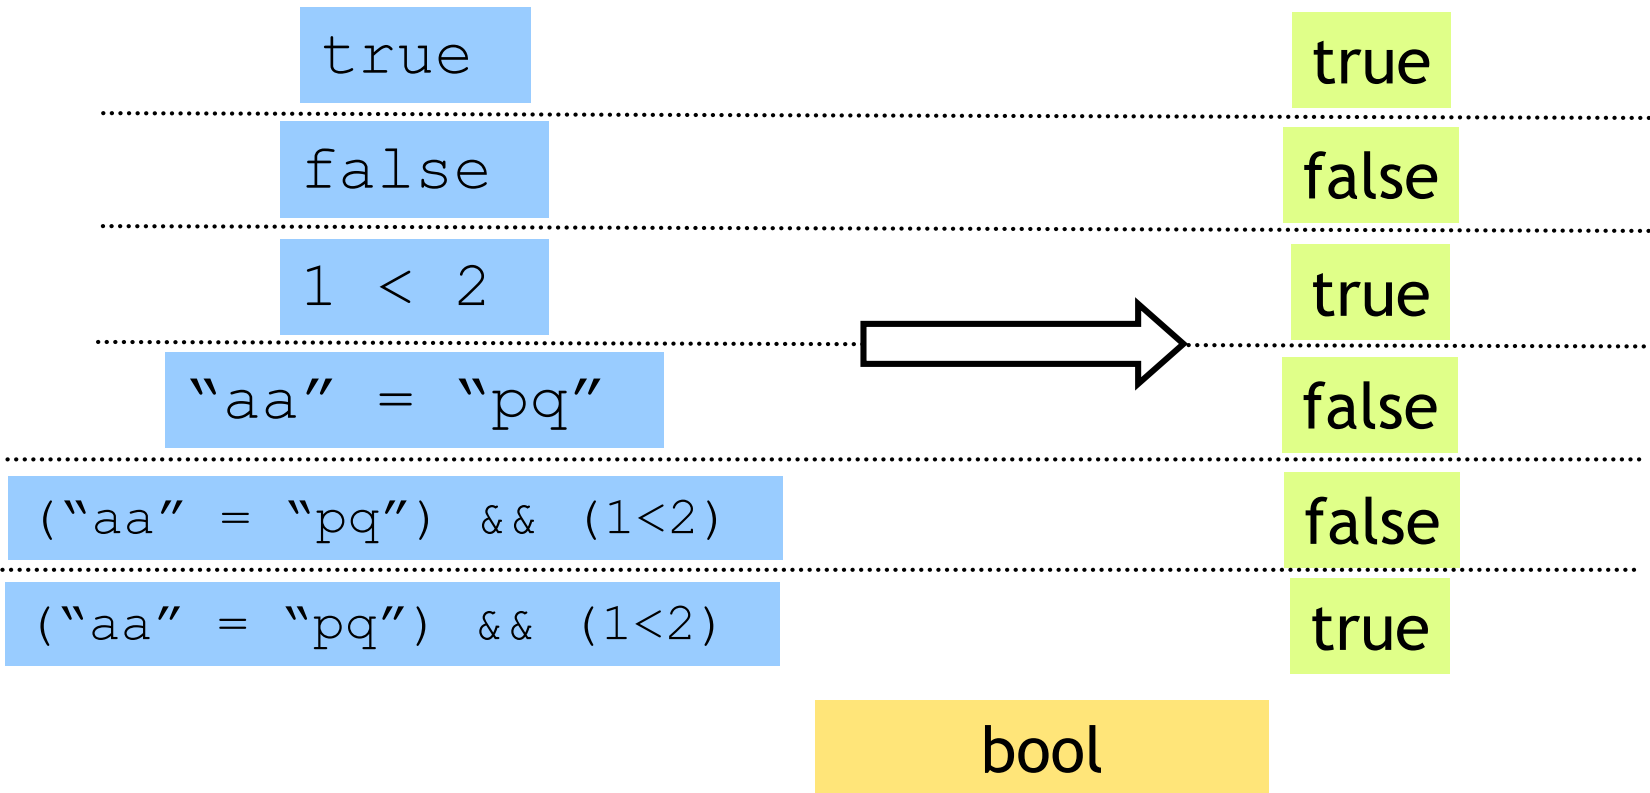 true true
false false
1 < 2 true
“aa” = “pq” false
(“aa” = “pq”) && (1<2) false
(“aa” = “pq”) && (1<2) true
bool